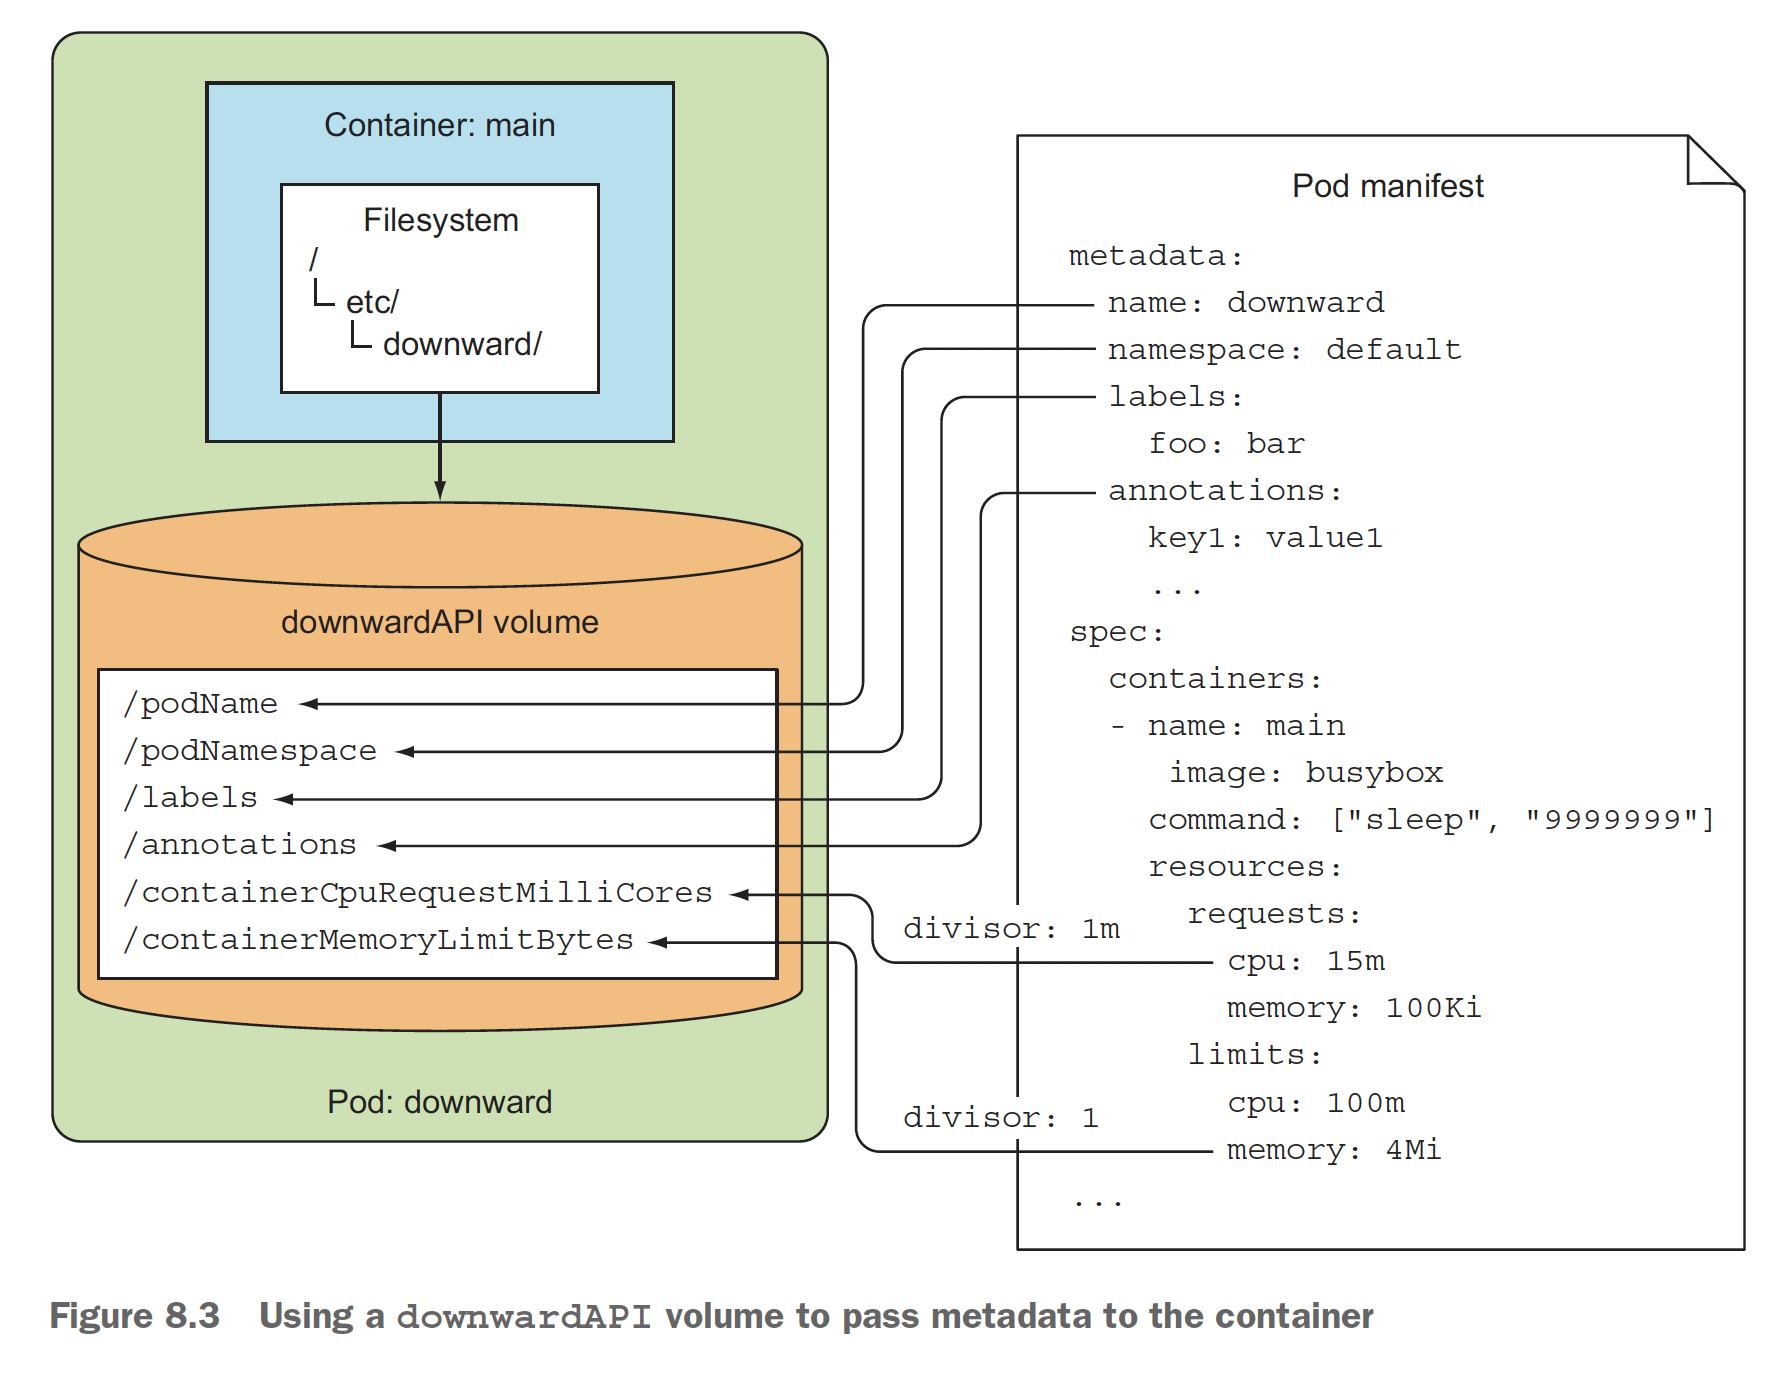 Container: main
Filesystem
/
etc/
downward/
downwardAPI volume
/podName
/podNamespace
/labels
/annotations
/containerCpuRequestMilliCores
/containerMemoryLimitBytes
Pod: downward
divisor: 1m
divisor: 1
Pod manifest
metadata:
name: downward
namespace: default
labels:
foo: bar
annotations:
key1: value1
...
spec:
containers:
- name: main
image: busybox
command: ["sleep", "9999999"]
resources:
requests:
cpu: 15m
memory: 100Ki
limits:
cpu: 100m
memory: 4Mi
...
Figure 8.3 Using a downwardAPI volume to pass metadata to the container